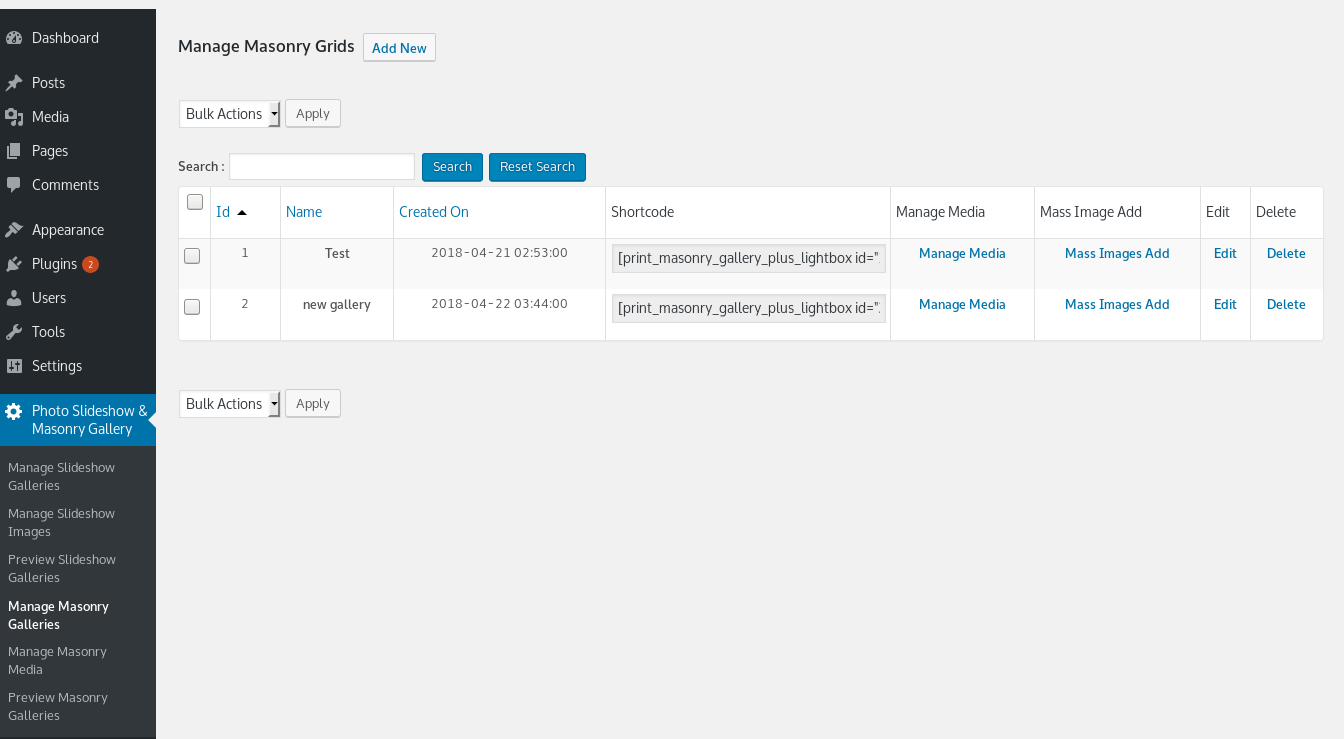 Dashboard
Posts
Media
Pages
Comments
Appearance
Plugins 2
Users
Tools
Settings
Photo Slideshow &
Masonry Gallery
Manage Slideshow
Galleries
Manage Slideshow
Images
Preview Slideshow
Galleries
Manage Masonry
Galleries
Manage Masonry
Media
Preview Masonry
Galleries
Manage Masonry Grids Add New
Bulk Actions Apply
Search : Search Reset Search
Id Name Created On Shortcode Manage Media Mass Image Add Edit Delete
1 Test 2018-04-21 02:53:00 [print_masonry_gallery_plus_lightbox id=" Manage Media Mass Images Add Edit Delete
2 new gallery 2018-04-22 03:44:00 [print_masonry_gallery_plus_lightbox id=" Manage Media Mass Images Add Edit Delete
Bulk Actions Apply